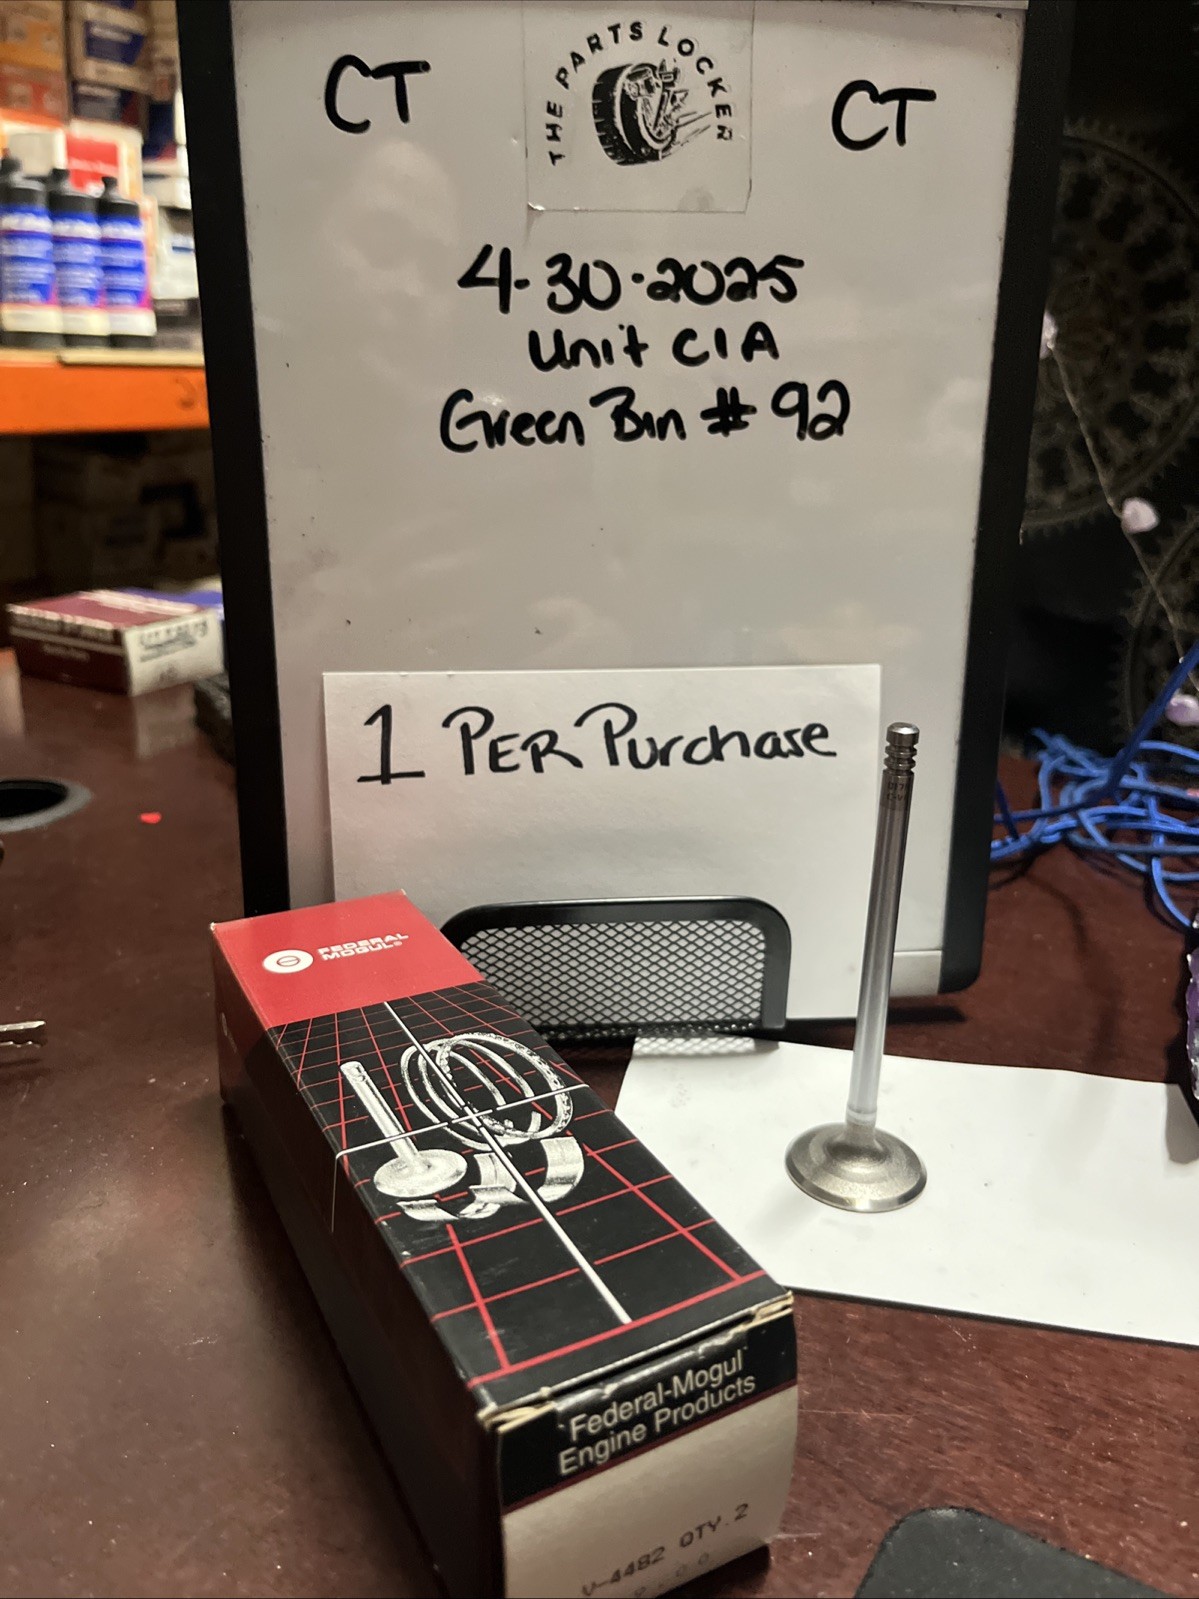 CT
THE PARTS LOCKER
CT
4-30-2025
Unit C1A
Green Bin # 92
1 PER Purchase
FEDERAL
MOGUL®
Federal-Mogul
Engine Products
V-4482 QTY. 2